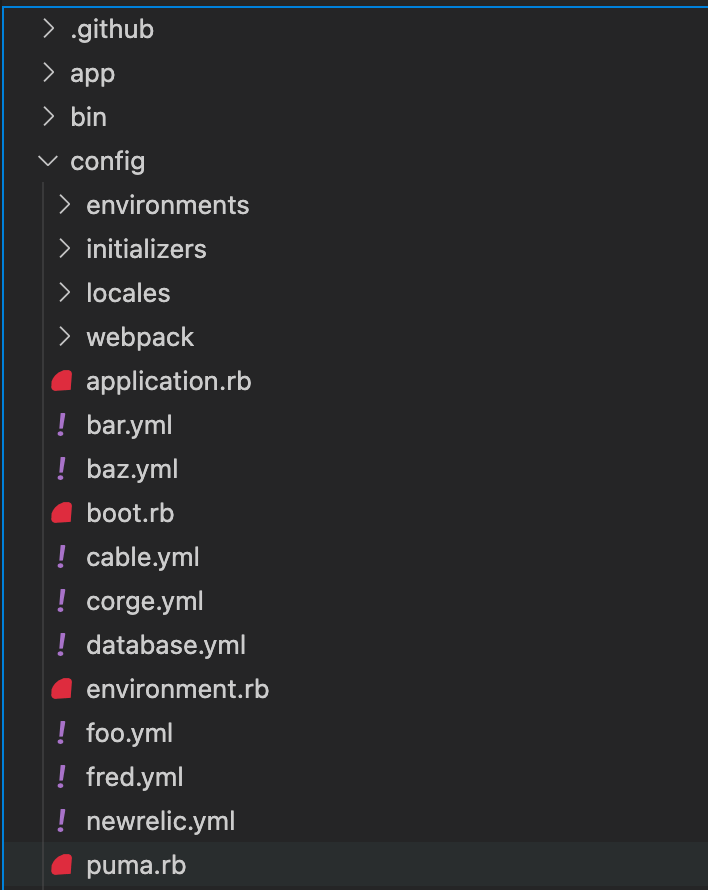 .github
app
bin
config
environments
initializers
locales
webpack
application.rb
! bar.yml
! baz.yml
boot.rb
! cable.yml
! corge.yml
! database.yml
environment.rb
! foo.yml
! fred.yml
! newrelic.yml
puma.rb